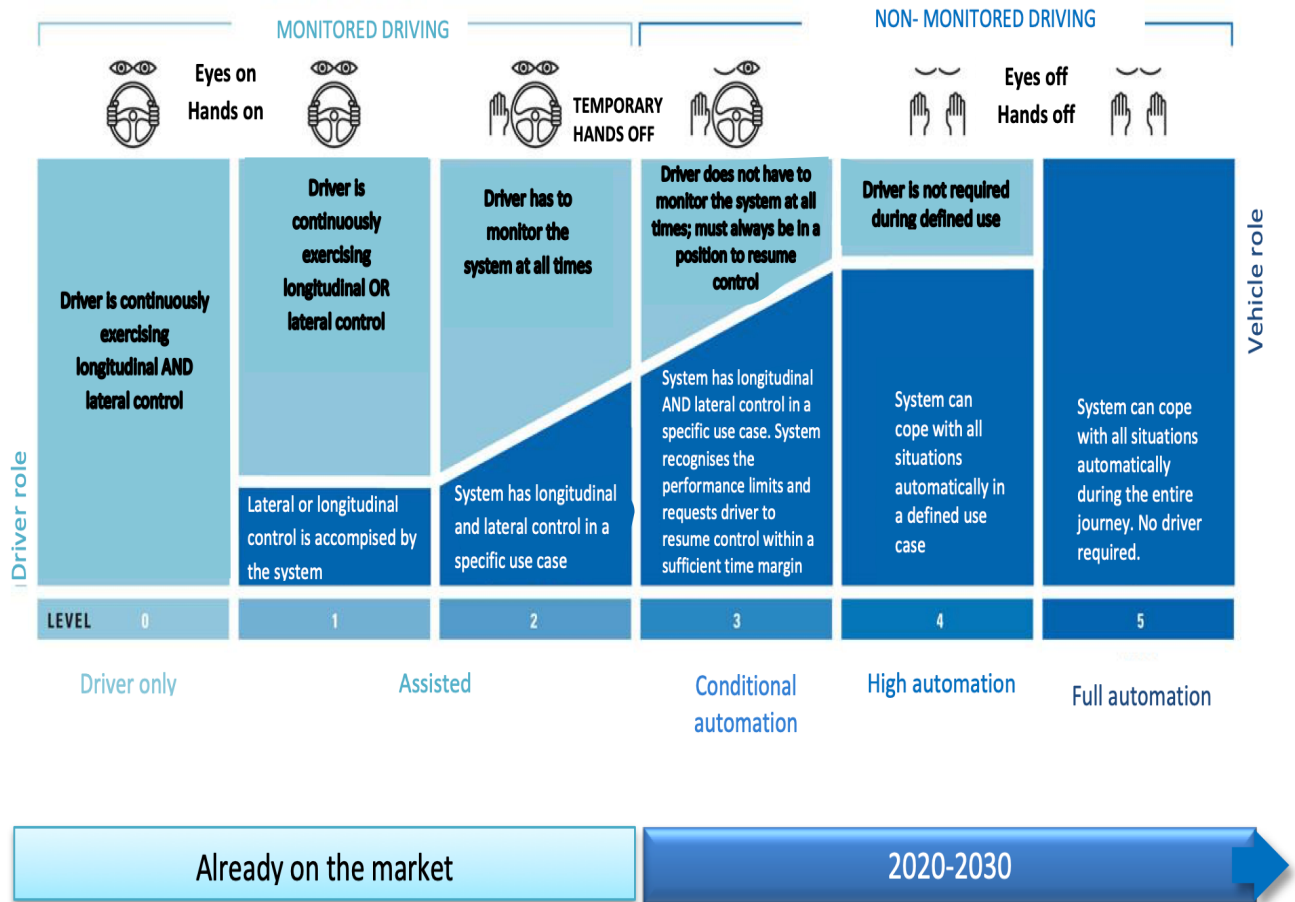 MONITORED DRIVING
NON- MONITORED DRIVING
Eyes on
Hands on
TEMPORARY
HANDS OFF
Eyes off
Hands off
Driver is continuously
exercising
longitudinal AND
lateral control
Driver is
continuously
exercising
longitudinal OR
lateral control
Driver has to
monitor the
system at all times
Driver does not have to
monitor the system at all
times; must always be in a
position to resume
control
Driver is not required
during defined use
Lateral or longitudinal
control is accompised by
the system
System has longitudinal
and lateral control in a
specific use case
System has longitudinal
AND lateral control in a
specific use case. System
recognises the
performance limits and
requests driver to
resume control within a
sufficient time margin
System can
cope with all
situations
automatically in
a defined use
case
System can cope
with all situations
automatically
during the entire
journey. No driver
required.
Driver role
Vehicle role
LEVEL 0 1 2 3 4 5
Driver only
Assisted
Conditional
automation
High automation
Full automation
Already on the market
2020-2030